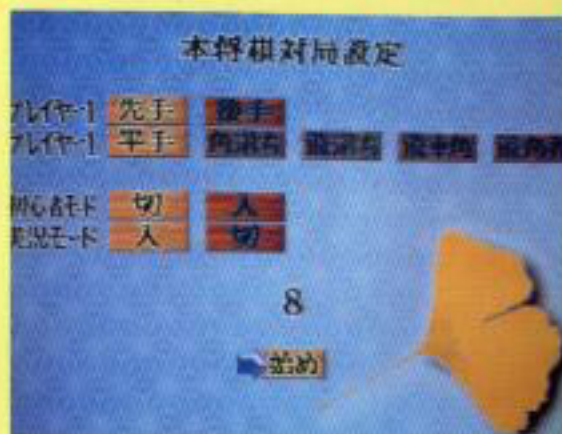 本将棋対局設定
プレイヤー1 先手 後手
プレイヤー1 平手
初心者モード 切 入
実況モード 入 切
8
始め